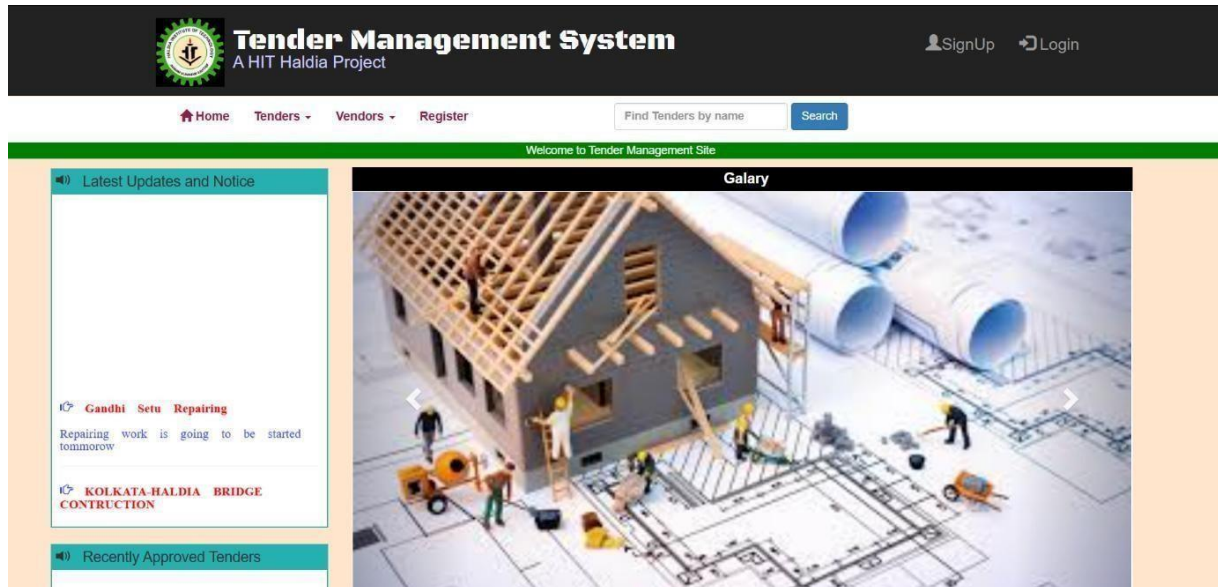 Tender Management System
A HIT Haldia Project
SignUp
Login
Home
Tenders
Vendors
Register
Find Tenders by name
Search
Welcome to Tender Management Site
Latest Updates and Notice
Gandhi Setu Repairing
Repairing work is going to be started
tommorow
KOLKATA-HALDIA BRIDGE
CONTRUCTION
Recently Approved Tenders
Galary